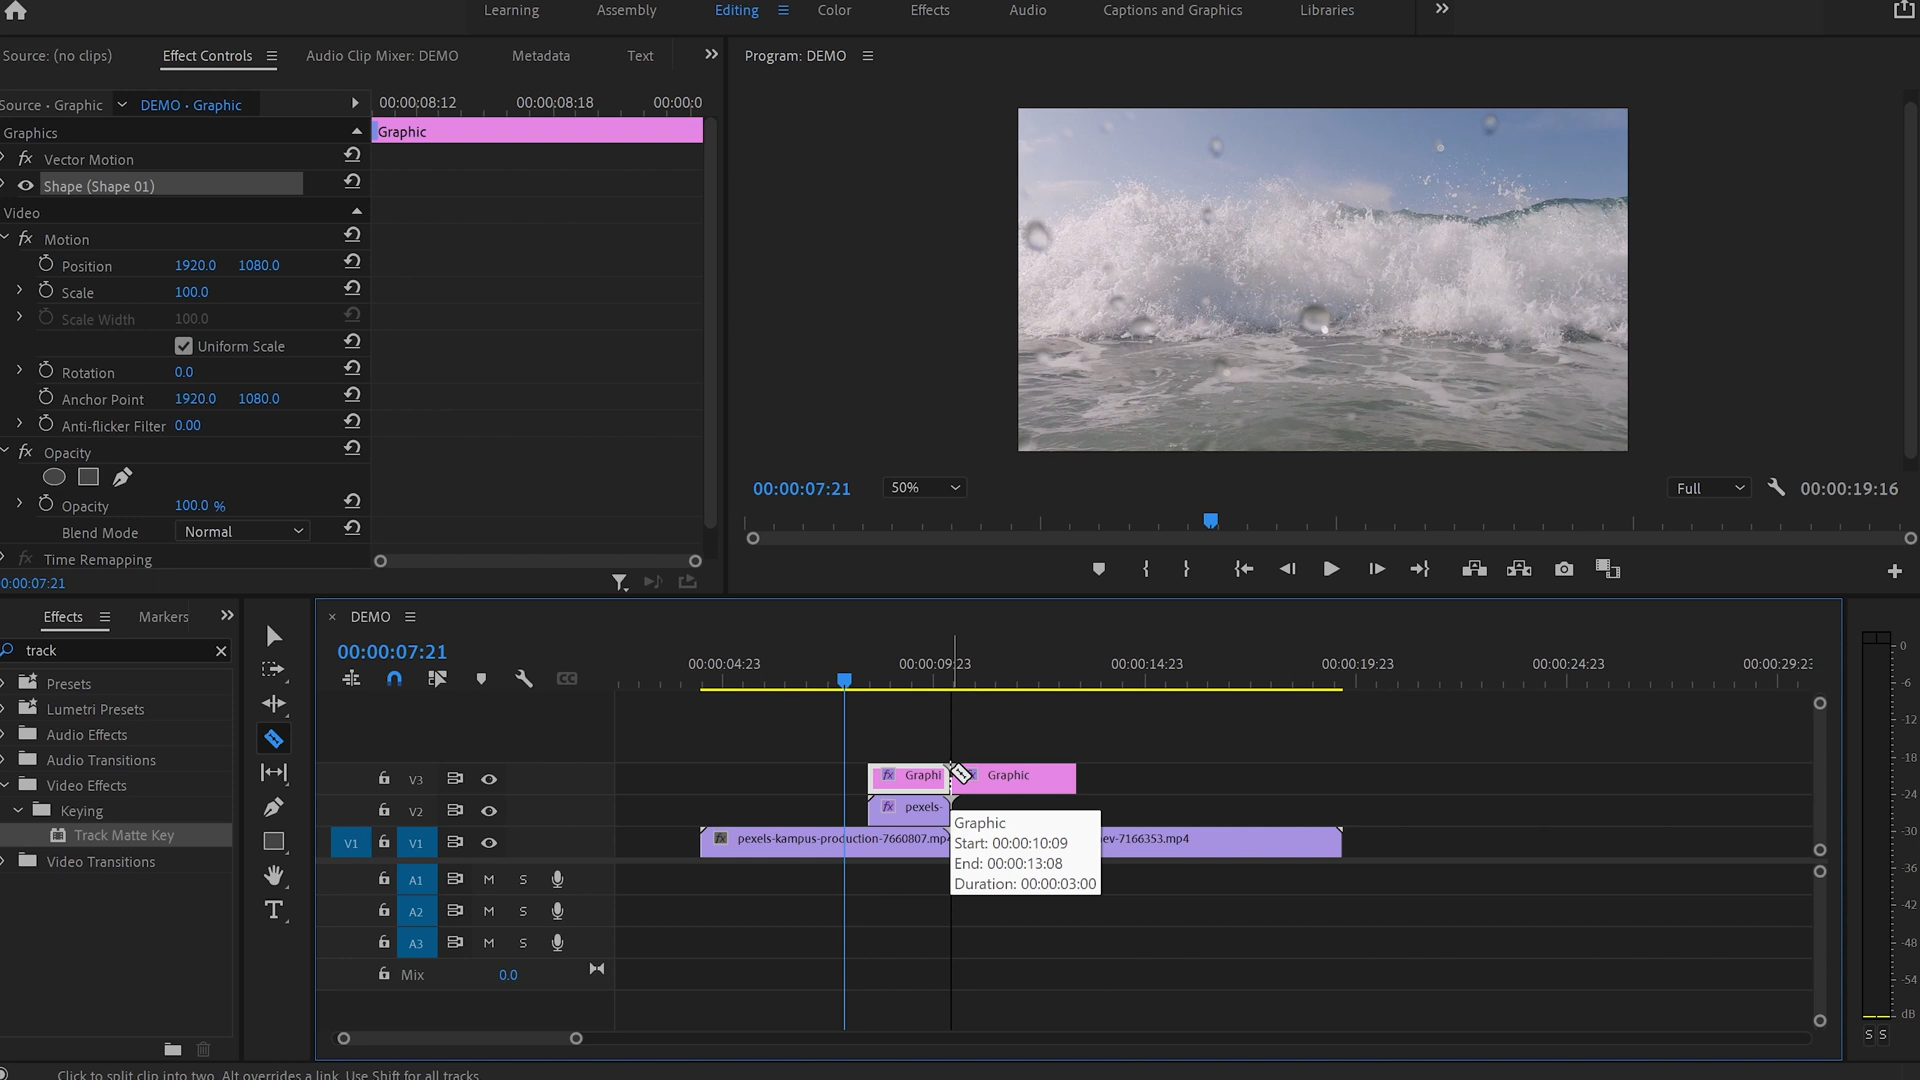 Learning Assembly Editing Color Effects Audio Captions and Graphics Libraries
Source: (no clips) Effect Controls Audio Clip Mixer: DEMO Metadata Text
Program: DEMO
Source · Graphic DEMO · Graphic
00:00:08:12 00:00:08:18 00:00:0
Graphics
Graphic
fx Vector Motion
Shape (Shape 01)
Video
fx Motion
Position 1920.0 1080.0
Scale 100.0
Scale Width 100.0
Uniform Scale
Rotation 0.0
Anchor Point 1920.0 1080.0
Anti-flicker Filter 0.00
fx Opacity
Opacity 100.0 %
Blend Mode Normal
fx Time Remapping
0:00:07:21
00:00:07:21 50% Full 00:00:19:16
Effects Markers
track
Presets
Lumetri Presets
Audio Effects
Audio Transitions
Video Effects
Keying
Track Matte Key
Video Transitions
DEMO
00:00:07:21
00:00:04:23 00:00:09:23 00:00:14:23 00:00:19:23 00:00:24:23 00:00:29:23
V3 fx Graphi Graphic
V2 fx pexels-
V1 V1 fx pexels-kampus-production-7660807.mp4 ev-7166353.mp4
Graphic
Start: 00:00:10:09
End: 00:00:13:08
Duration: 00:00:03:00
A1 M S
A2 M S
A3 M S
Mix 0.0
0
-6
-12
-18
-24
-30
-36
-42
-48
-54
dB
S S
Click to split clip into two. Alt overrides a link. Use Shift for all tracks